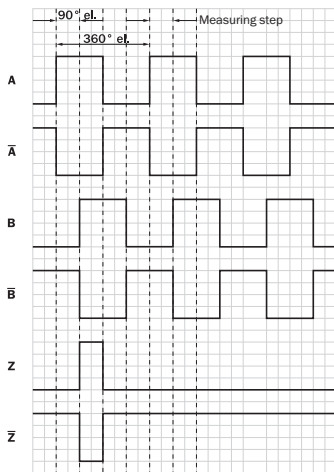 90° el.
Measuring step
360° el.
A
A̅
B
B̅
Z
Z̅